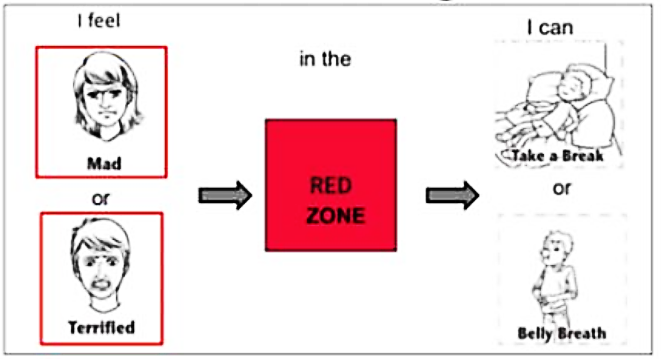 I feel
Mad
or
Terrified
in the
RED
ZONE
I can
Take a Break
or
Belly Breath